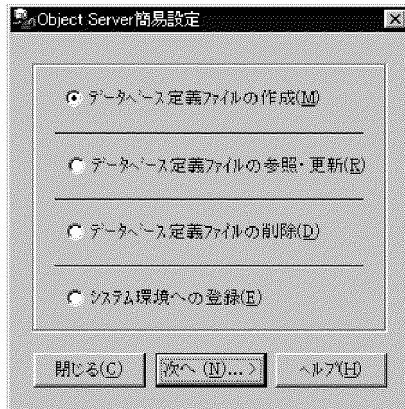 Object Server簡易設定
ﾃﾞｰﾀﾍﾞｰｽ定義ﾌｧｲﾙの作成(M)
ﾃﾞｰﾀﾍﾞｰｽ定義ﾌｧｲﾙの参照・更新(R)
ﾃﾞｰﾀﾍﾞｰｽ定義ﾌｧｲﾙの削除(D)
ｼｽﾃﾑ環境への登録(E)
閉じる(C)
次へ (N)... >
ﾍﾙﾌﾟ(H)